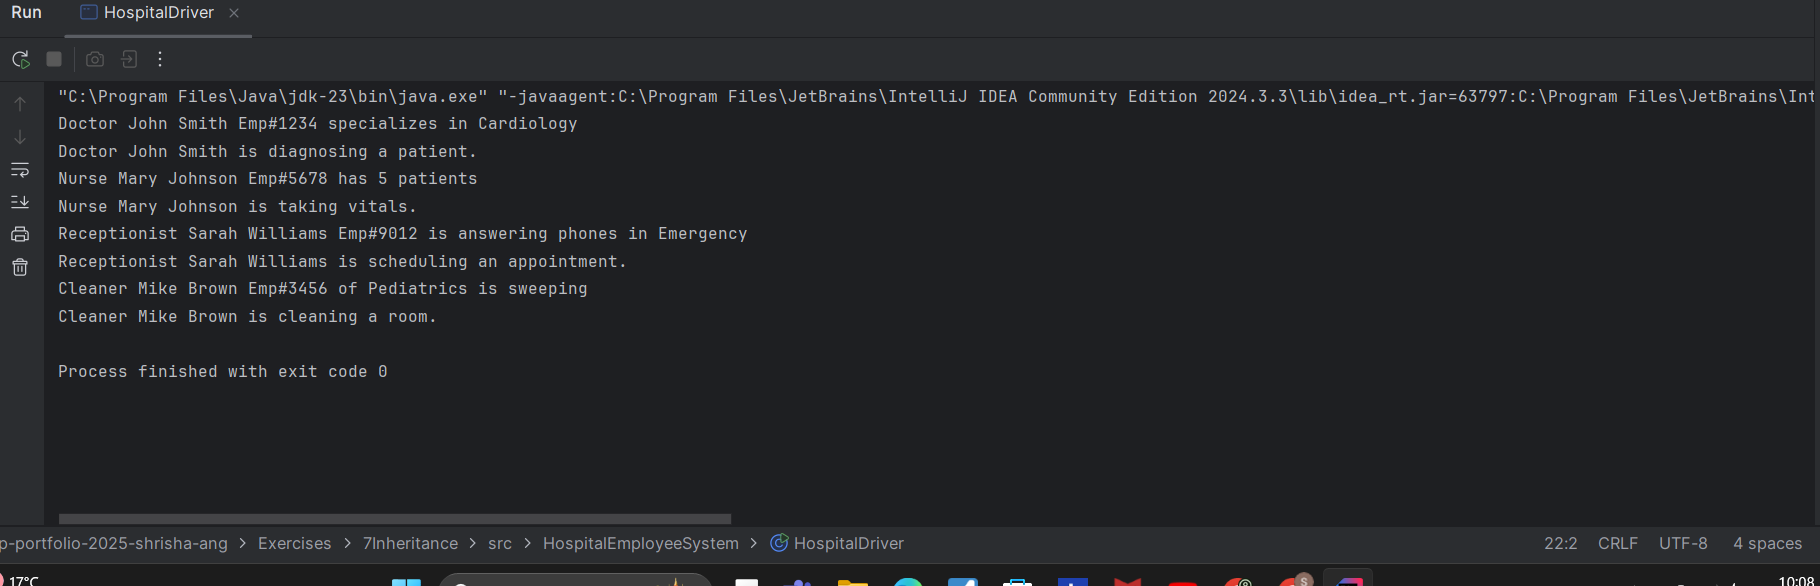 Run HospitalDriver
"C:\Program Files\Java\jdk-23\bin\java.exe" "-javaagent:C:\Program Files\JetBrains\IntelliJ IDEA Community Edition 2024.3.3\lib\idea_rt.jar=63797:C:\Program Files\JetBrains\Int
Doctor John Smith Emp#1234 specializes in Cardiology
Doctor John Smith is diagnosing a patient.
Nurse Mary Johnson Emp#5678 has 5 patients
Nurse Mary Johnson is taking vitals.
Receptionist Sarah Williams Emp#9012 is answering phones in Emergency
Receptionist Sarah Williams is scheduling an appointment.
Cleaner Mike Brown Emp#3456 of Pediatrics is sweeping
Cleaner Mike Brown is cleaning a room.
Process finished with exit code 0
p-portfolio-2025-shrisha-ang > Exercises > 7Inheritance > src > HospitalEmployeeSystem > HospitalDriver 22:2 CRLF UTF-8 4 spaces
17°C 10:08